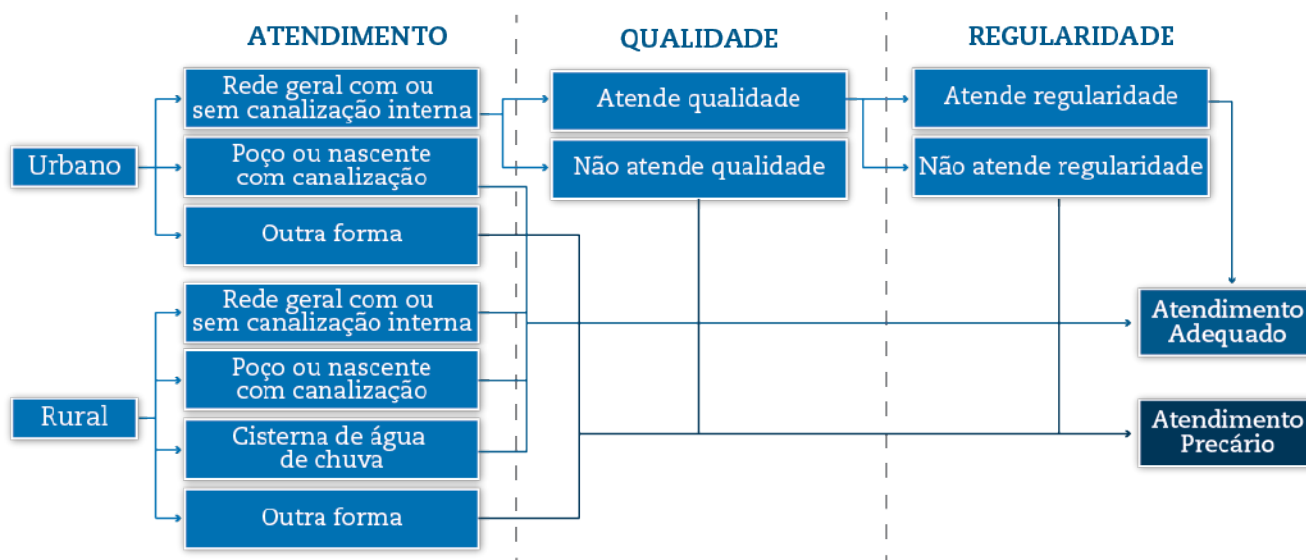 ATENDIMENTO
QUALIDADE
REGULARIDADE
Urbano
Rede geral com ou
sem canalização interna
Poço ou nascente
com canalização
Outra forma
Atende qualidade
Não atende qualidade
Atende regularidade
Não atende regularidade
Rural
Rede geral com ou
sem canalização interna
Poço ou nascente
com canalização
Cisterna de água
de chuva
Outra forma
Atendimento
Adequado
Atendimento
Precário